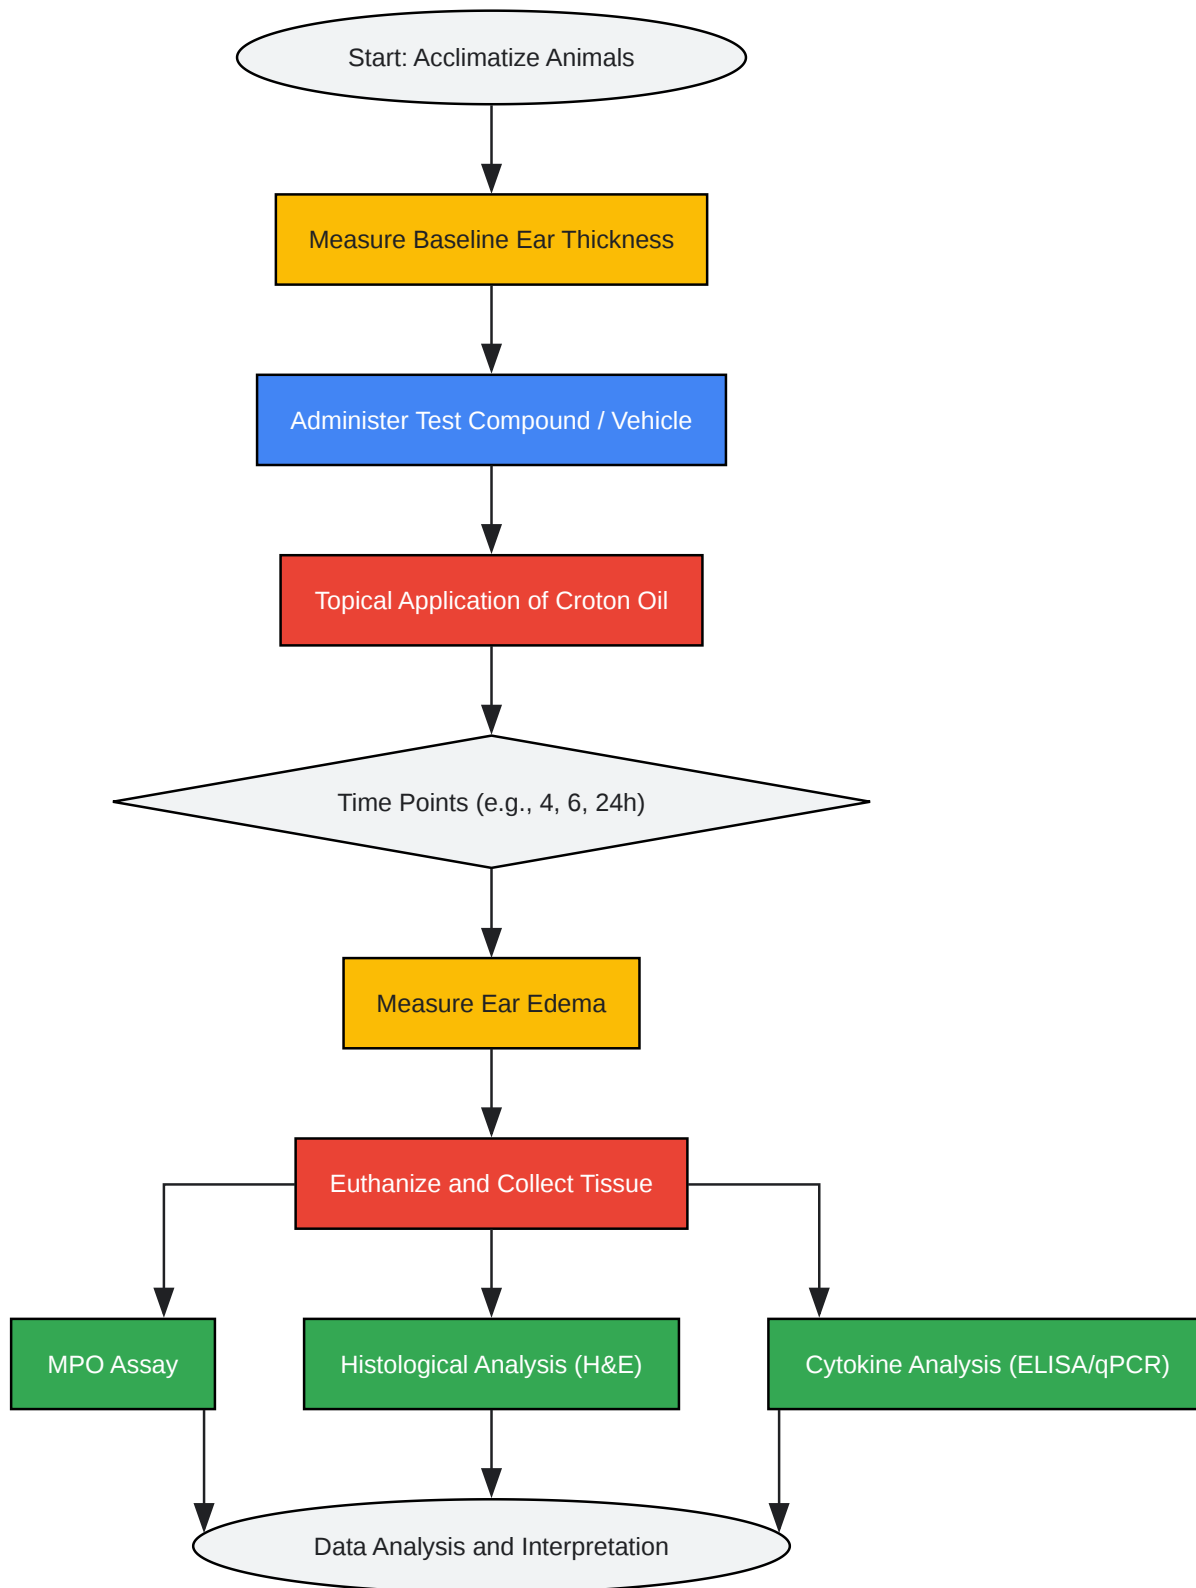 Start: Acclimatize Animals
Measure Baseline Ear Thickness
Administer Test Compound / Vehicle
Topical Application of Croton Oil
Time Points (e.g., 4, 6, 24h)
Measure Ear Edema
Euthanize and Collect Tissue
MPO Assay
Histological Analysis (H&E)
Cytokine Analysis (ELISA/qPCR)
Data Analysis and Interpretation